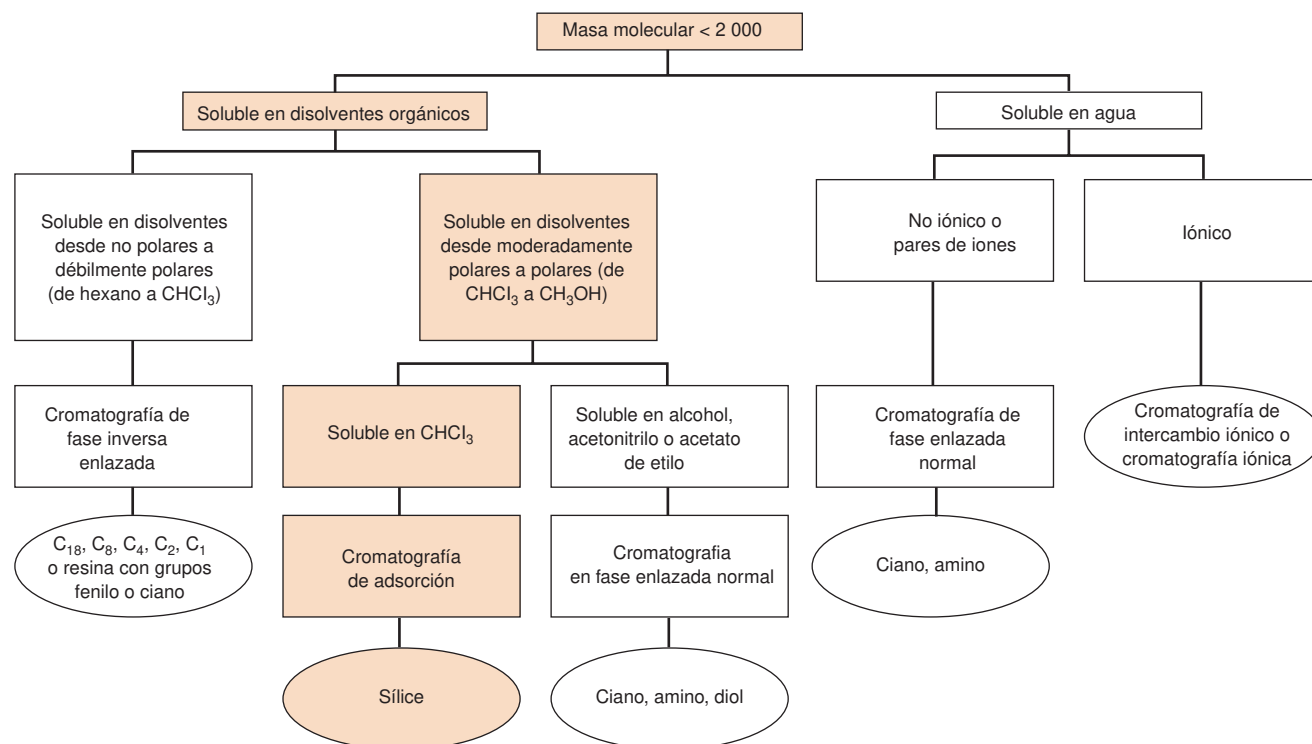 Masa molecular < 2 000
Soluble en disolventes orgánicos
Soluble en agua
Soluble en disolventes
desde no polares a
débilmente polares
(de hexano a CHCl₃)
Soluble en disolventes
desde moderadamente
polares a polares (de
CHCl₃ a CH₃OH)
No iónico o
pares de iones
Iónico
Cromatografía de
fase inversa
enlazada
Soluble en CHCl₃
Soluble en alcohol,
acetonitrilo o acetato
de etilo
Cromatografía de
fase enlazada
normal
Cromatografía de
intercambio iónico o
cromatografía iónica
C₁₈, C₈, C₄, C₂, C₁
o resina con grupos
fenilo o ciano
Cromatografía
de adsorción
Cromatografia
en fase enlazada normal
Ciano, amino
Sílice
Ciano, amino, diol